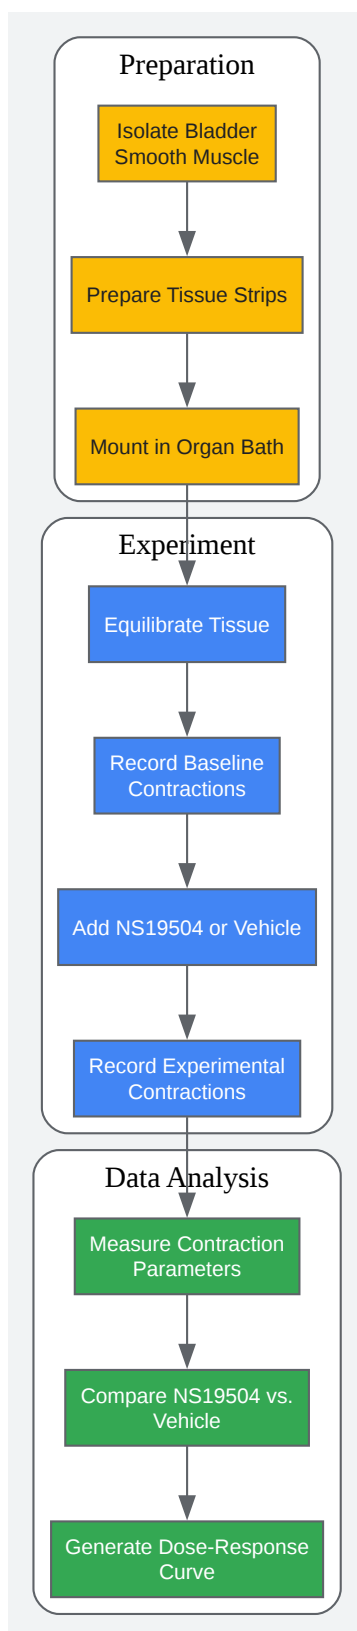 Preparation
Isolate Bladder
Smooth Muscle
Prepare Tissue Strips
Mount in Organ Bath
Experiment
Equilibrate Tissue
Record Baseline
Contractions
Add NS19504 or Vehicle
Record Experimental
Contractions
Data Analysis
Measure Contraction
Parameters
Compare NS19504 vs.
Vehicle
Generate Dose-Response
Curve